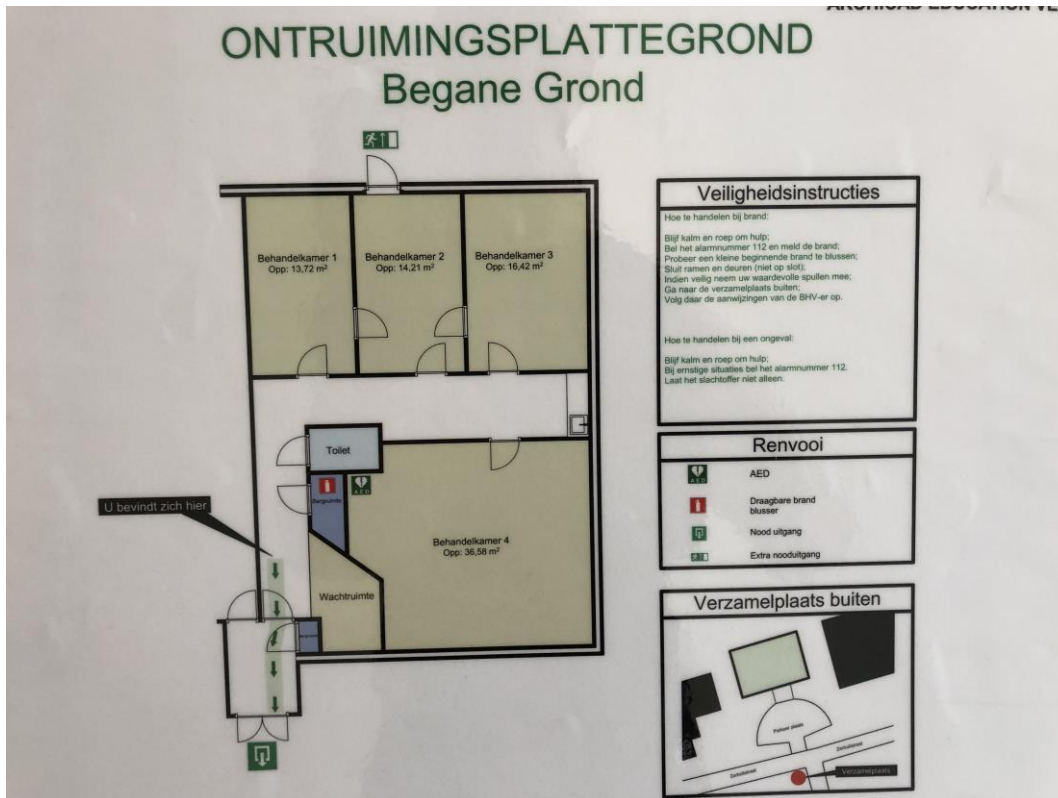 ARCHICAD EDUCATION VE
ONTRUIMINGSPLATTEGROND
Begane Grond
Behandelkamer 1
Opp: 13,72 m²
Behandelkamer 2
Opp: 14,21 m²
Behandelkamer 3
Opp: 16,42 m²
Toilet
Bergruimte
AED
U bevindt zich hier
Behandelkamer 4
Opp: 36,58 m²
Wachtruimte
Veiligheidsinstructies
Hoe te handelen bij brand:
Blijf kalm en roep om hulp;
Bel het alarmnummer 112 en meld de brand;
Probeer een kleine beginnende brand te blussen;
Sluit ramen en deuren (niet op slot);
Indien veilig neem uw waardevolle spullen mee;
Ga naar de verzamelplaats buiten;
Volg daar de aanwijzingen van de BHV-er op.
Hoe te handelen bij een ongeval:
Blijf kalm en roep om hulp;
Bij ernstige situaties bel het alarmnummer 112.
Laat het slachtoffer niet alleen.
Renvooi
AED
AED
Draagbare brand
blusser
Nood uitgang
Extra nooduitgang
Verzamelplaats buiten
Verzamelplaats